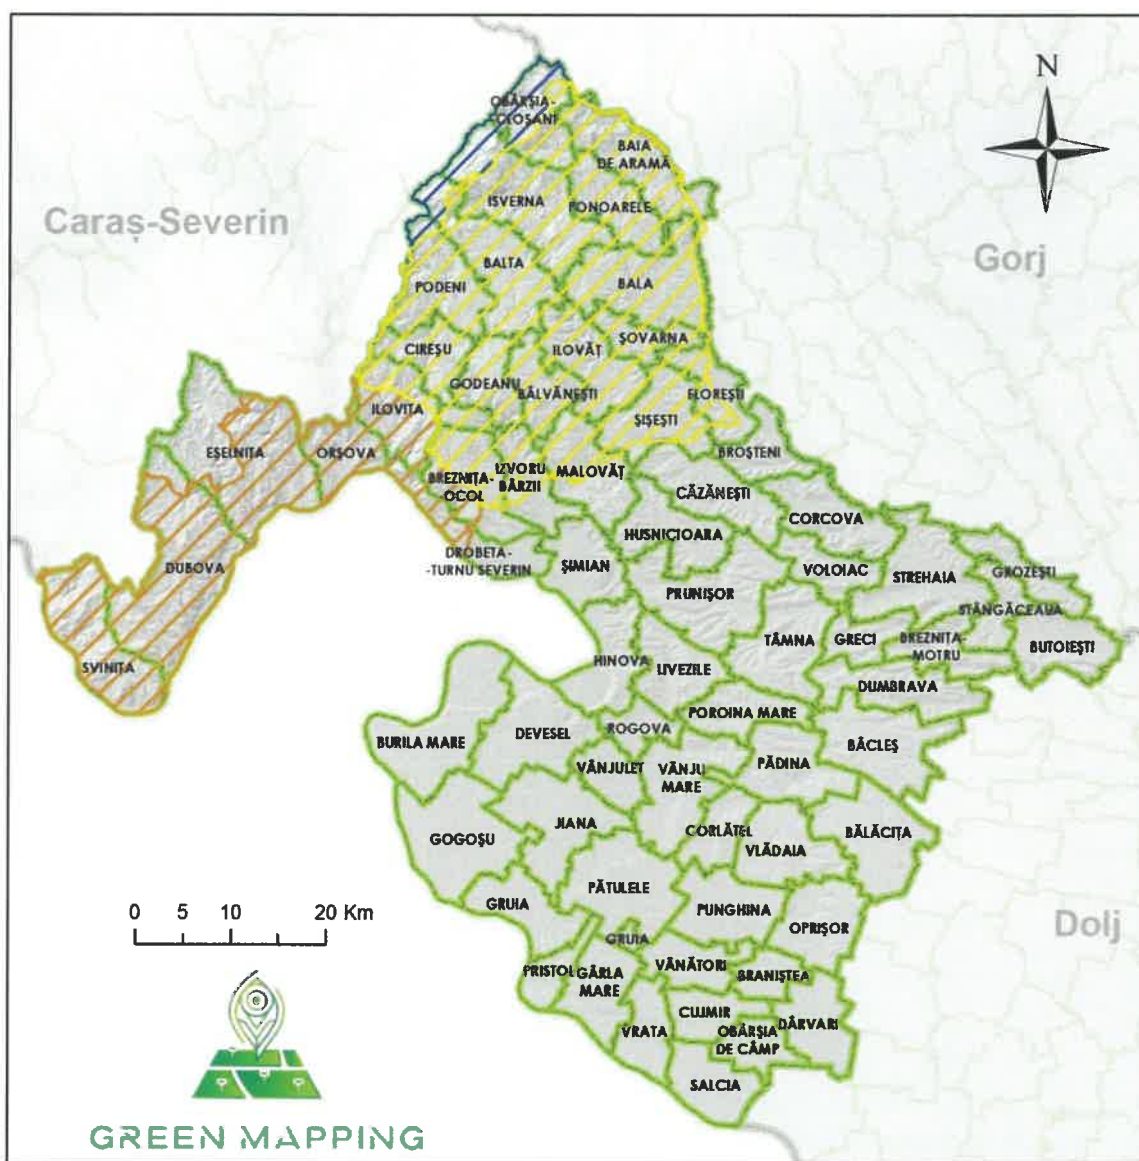 N
Caraș-Severin
Gorj
Dolj
OBÂRȘIA-
CLOȘANI
BAIA
DE ARAMĂ
ISVERNA
PONOARELE
BALTA
PODENI
BALA
CIREȘU
ILOVĂȚ
ȘOVARNA
GODEANU
BÂLVĂNEȘTI
FLOREȘTI
ILOVIȚA
ȘIȘEȘTI
EȘELNIȚA
ORȘOVA
BROȘTENI
BREZNIȚA-
OCOL
IZVORU
BÂRZII
MALOVĂȚ
CĂZĂNEȘTI
CORCOVA
HUSNICIOARA
DROBETA-
-TURNU SEVERIN
ȘIMIAN
DUBOVA
VOLOIAC
STREHAIA
GROZEȘTI
PRUNIȘOR
STÂNGĂCEAUA
TÂMNA
GRECI
BREZNIȚA-
MOTRU
BUTOIEȘTI
SVINIȚA
HINOVA
LIVEZILE
DUMBRAVA
POROINA MARE
ROGOVA
DEVESEL
BURILA MARE
BÂCLEȘ
VÂNJULEȚ
VÂNJU
MARE
PĂDINA
JIANA
GOGOȘU
CORLĂȚEL
BĂLĂCIȚA
VLĂDAIA
PĂTULELE
GRUIA
PUNGHINA
OPRIȘOR
GRUIA
PRISTOL
GÂRLA
MARE
VÂNĂTORI
BRANIȘTEA
CUJMIR
VRATA
OBÂRȘIA
DE CÂMP
DÂRVARI
SALCIA
0 5 10 20 Km
GREEN MAPPING